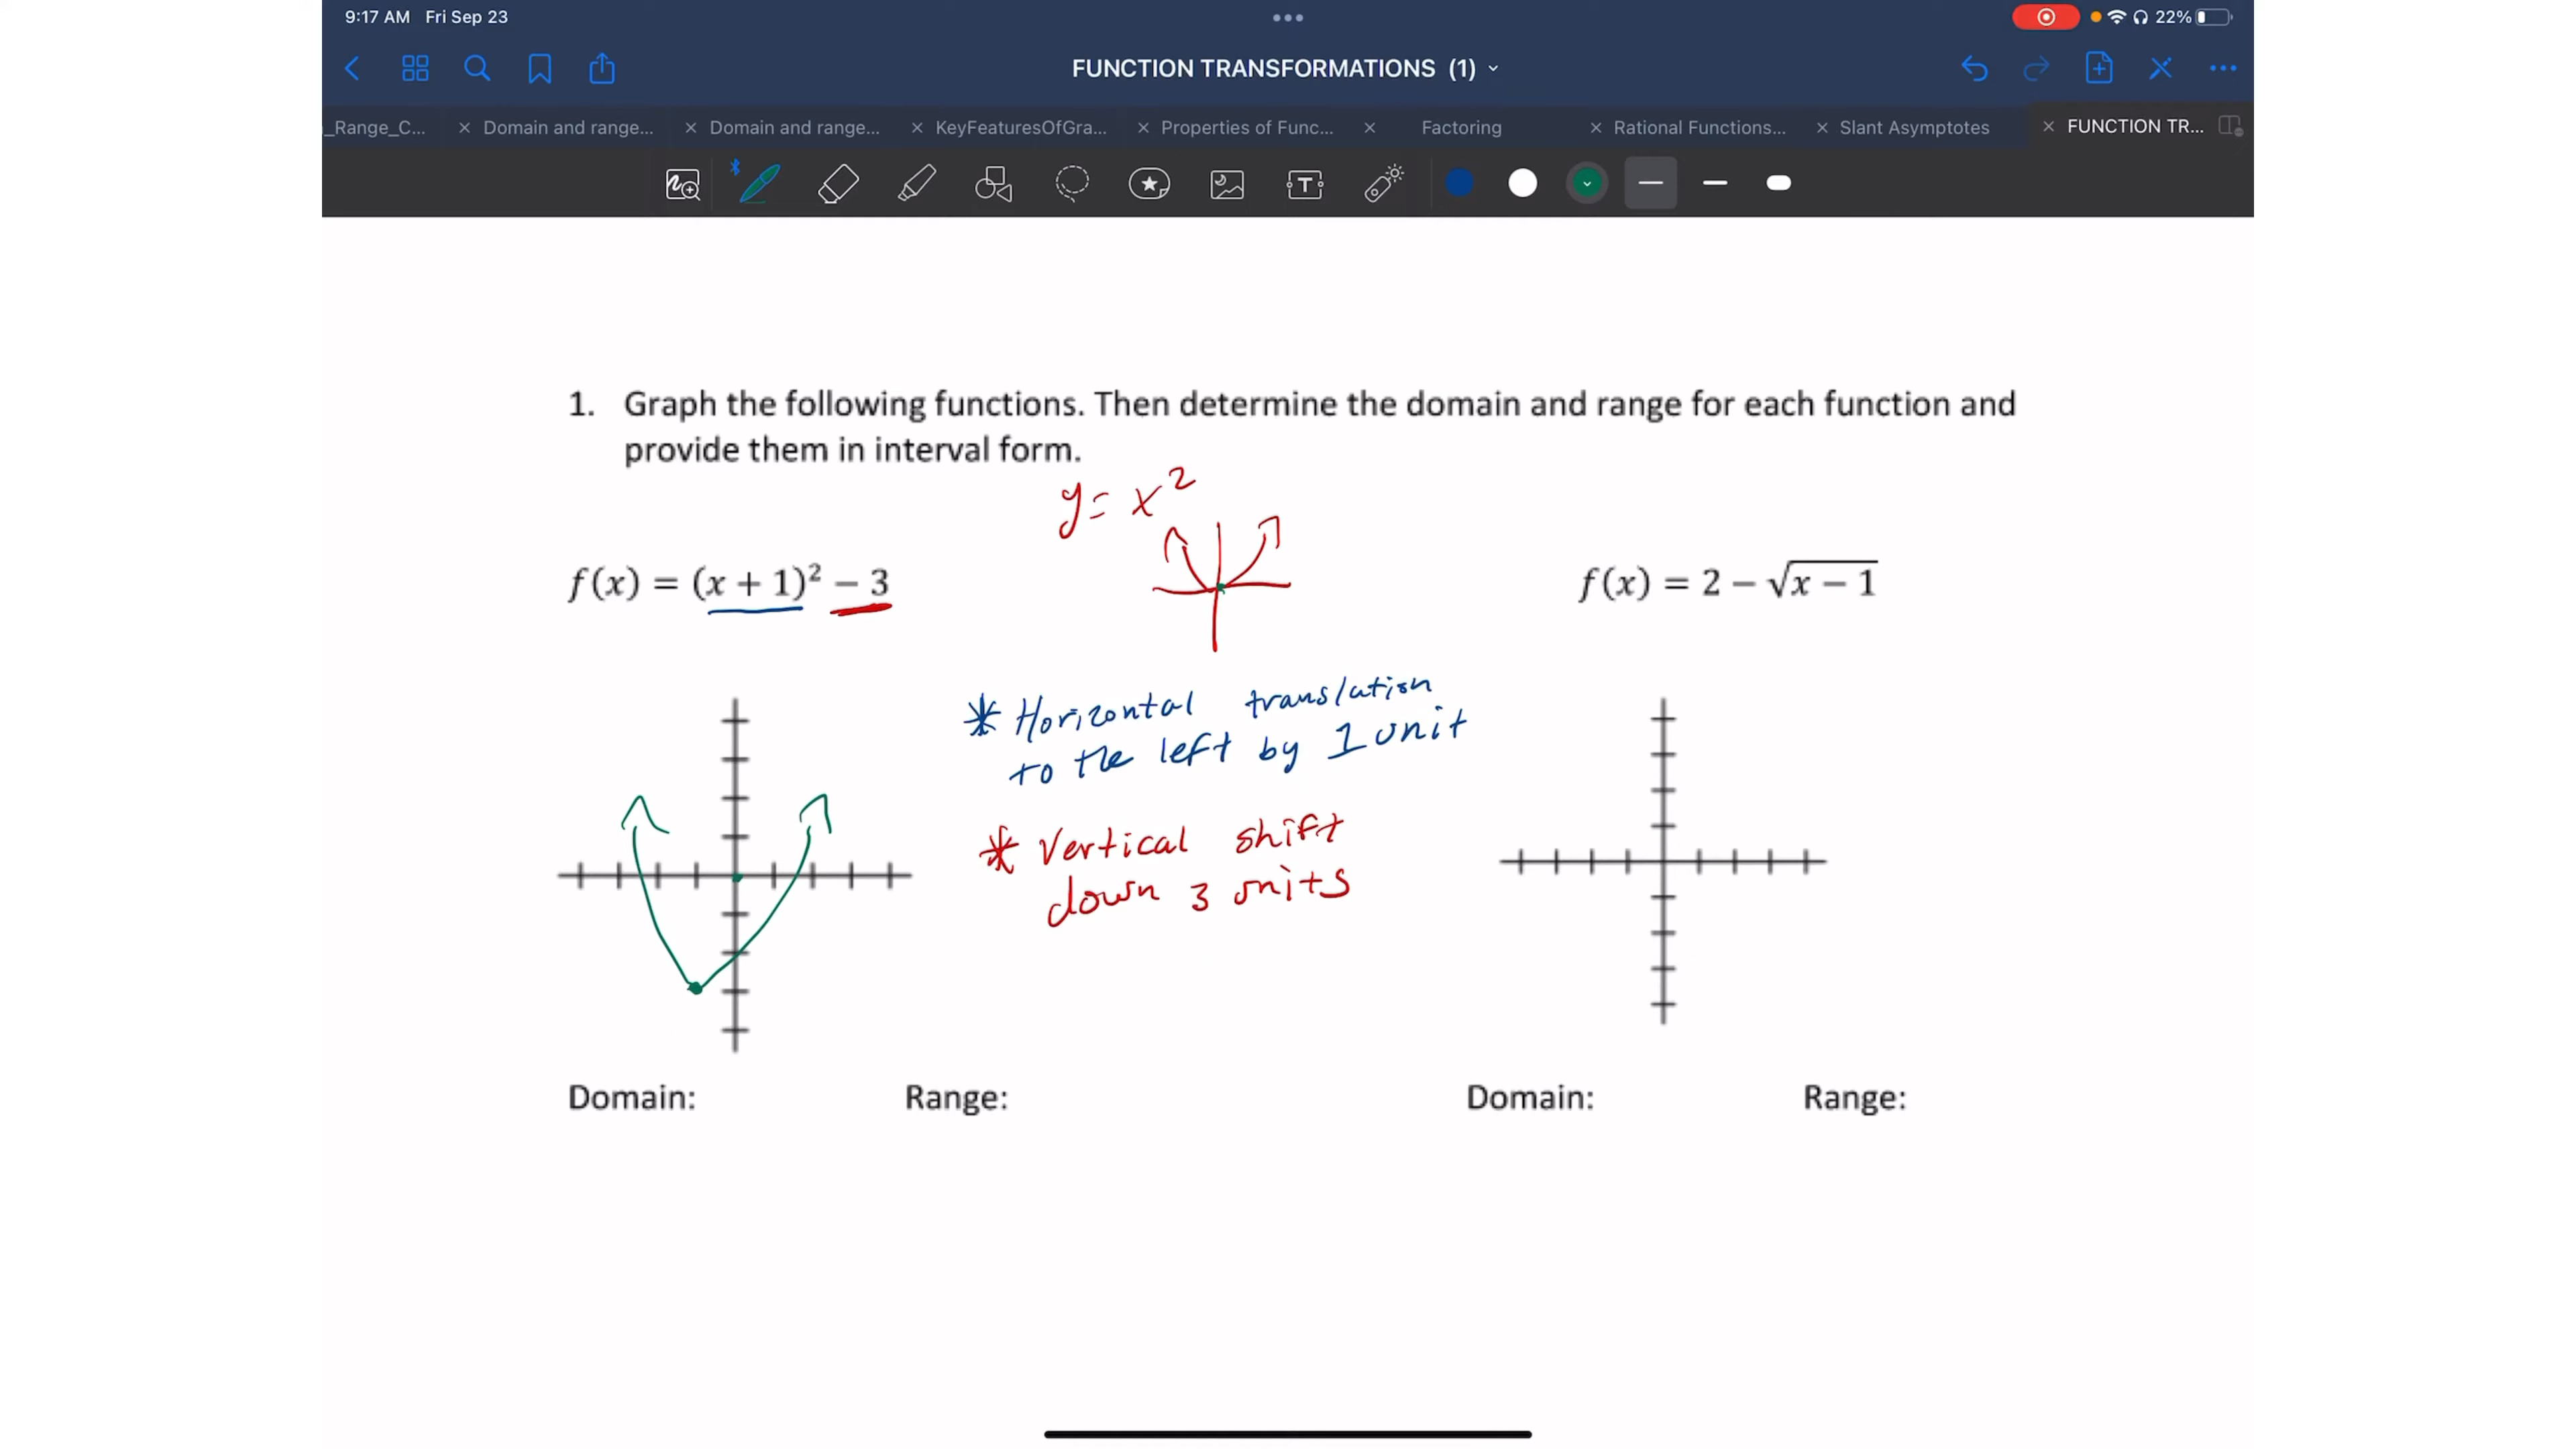 9:17 AM Fri Sep 23
22%
FUNCTION TRANSFORMATIONS (1)
_Range_C... Domain and range... Domain and range... KeyFeaturesOfGra... Properties of Func... Factoring Rational Functions... Slant Asymptotes FUNCTION TR...
1. Graph the following functions. Then determine the domain and range for each function and
provide them in interval form.
y = x²
f(x) = (x + 1)² − 3
f(x) = 2 − √(x − 1)
* Horizontal translation
to the left by 1 unit
* Vertical shift
down 3 units
Domain: Range:
Domain: Range: